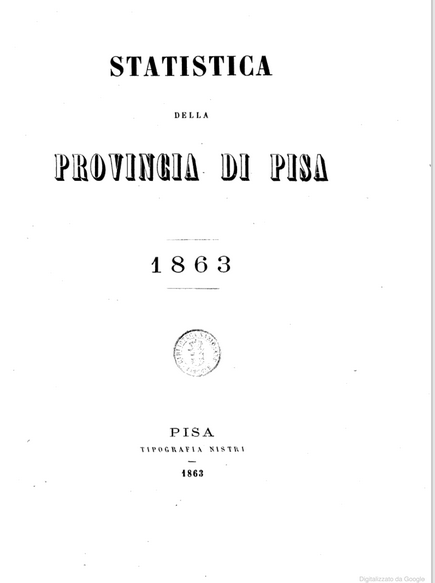 STATISTICA
DELLA
PROVINCIA DI PISA
1863
PISA
TIPOGRAFIA NISTRI
1863
Digitalizzato da Google